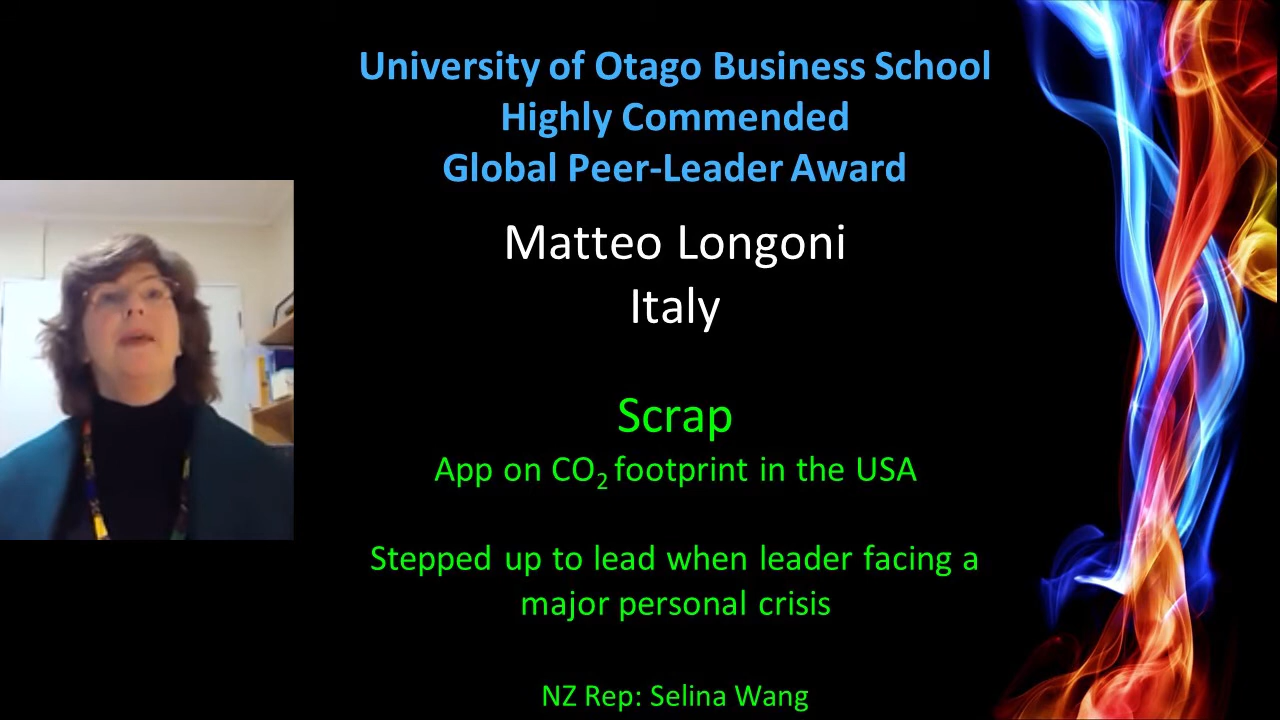 University of Otago Business School
Highly Commended
Global Peer-Leader Award
Matteo Longoni
Italy
Scrap
App on CO₂ footprint in the USA
Stepped up to lead when leader facing a
major personal crisis
NZ Rep: Selina Wang